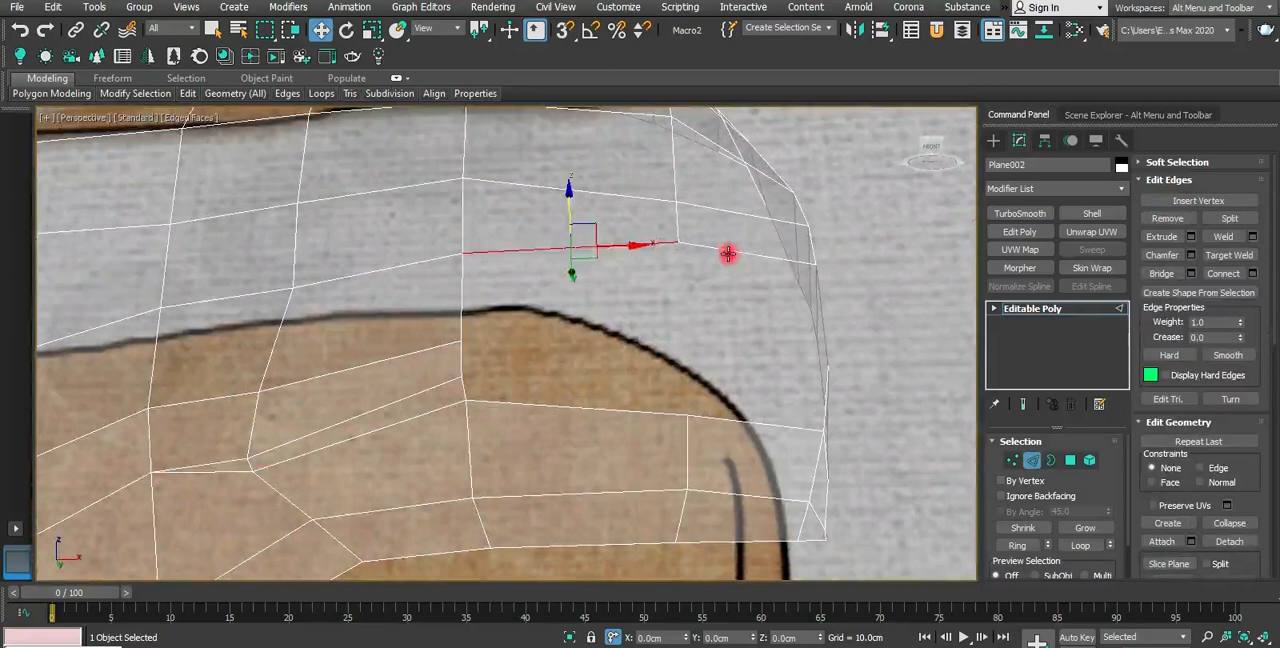 File Edit Tools Group Views Create Modifiers Animation Graph Editors Rendering Civil View Customize Scripting Interactive Content Arnold Corona Substance Sign In Workspaces: Alt Menu and Toolbar
All View Macro2 Create Selection Se C:\Users\E...s Max 2020
Modeling Freeform Selection Object Paint Populate
Polygon Modeling Modify Selection Edit Geometry (All) Edges Loops Tris Subdivision Align Properties
[+] [Perspective] [Standard] [Edged Faces]
FRONT
Command Panel Scene Explorer - Alt Menu and Toolbar
Plane002
Modifier List
TurboSmooth Shell
Edit Poly Unwrap UVW
UVW Map Sweep
Morpher Skin Wrap
Normalize Spline Edit Spline
Editable Poly
Selection
By Vertex
Ignore Backfacing
By Angle: 45.0
Shrink Grow
Ring Loop
Preview Selection
Off SubObj Multi
Soft Selection
Edit Edges
Insert Vertex
Remove Split
Extrude Weld
Chamfer Target Weld
Bridge Connect
Create Shape From Selection
Edge Properties
Weight: 1.0
Crease: 0.0
Hard Smooth
Display Hard Edges
Edit Tri. Turn
Edit Geometry
Repeat Last
Constraints
None Edge
Face Normal
Preserve UVs
Create Collapse
Attach Detach
Slice Plane Split
z
x
z
x
y
0 / 100
0 5 10 15 20 25 30 35 40 45 50 55 60 65 70 75 80 85 90 95 100
1 Object Selected X: 0.0cm Y: 0.0cm Z: 0.0cm Grid = 10.0cm Auto Key Selected